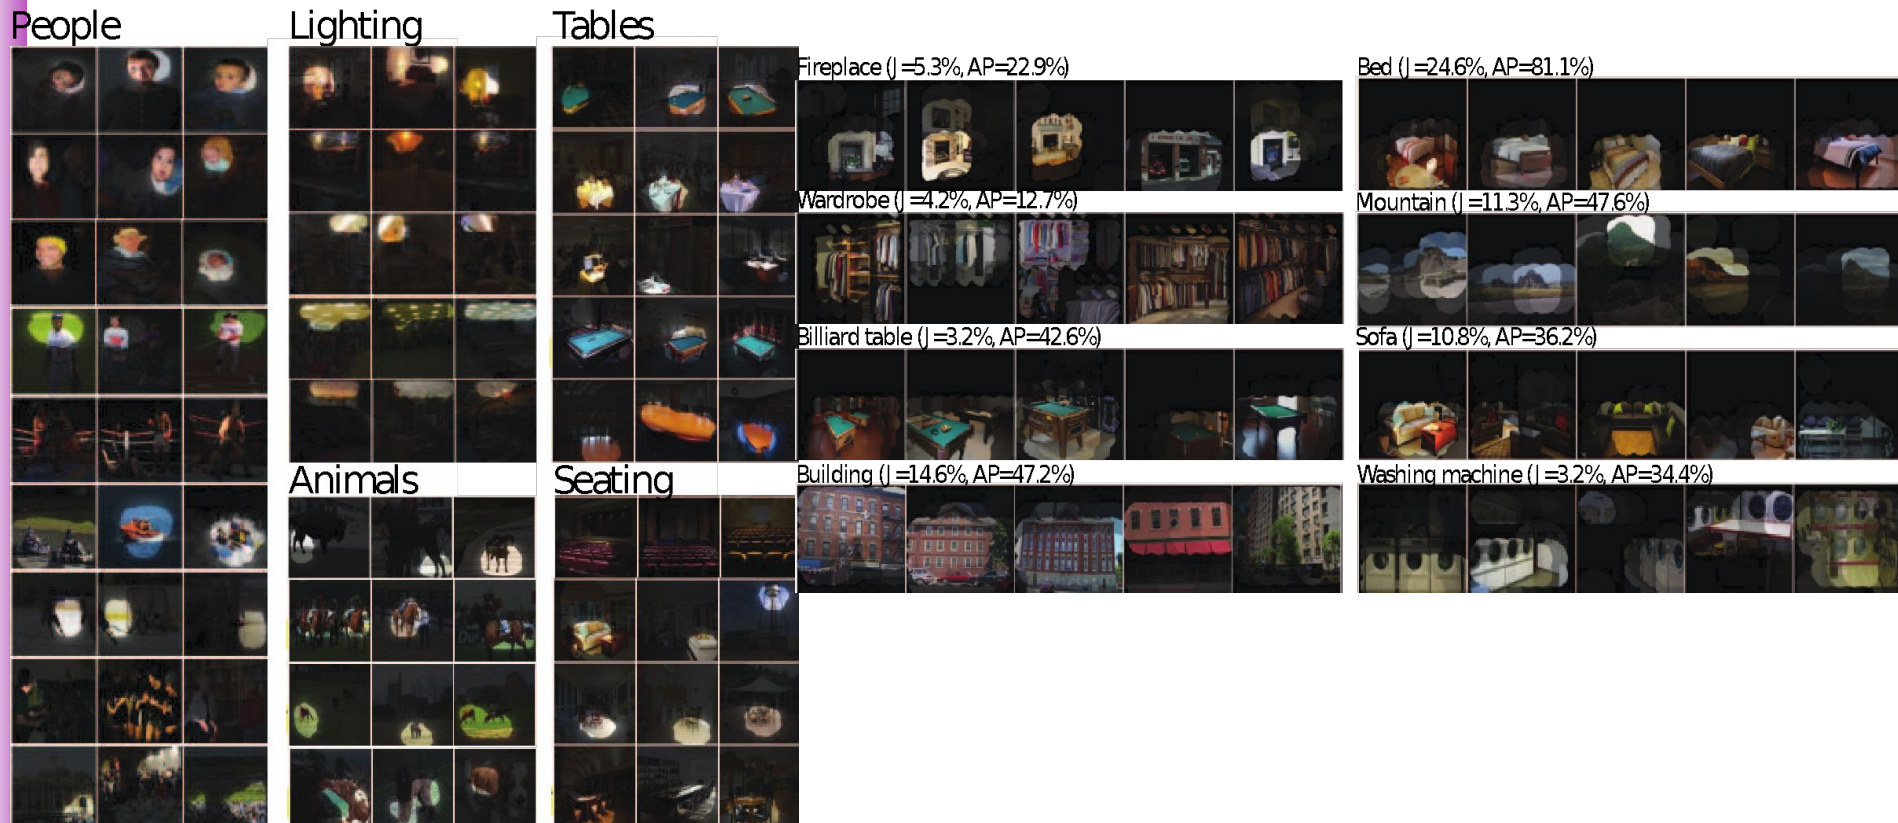 People
Lighting
Tables
Animals
Seating
Fireplace (J=5.3%, AP=22.9%)
Wardrobe (J=4.2%, AP=12.7%)
Billiard table (J=3.2%, AP=42.6%)
Building (J=14.6%, AP=47.2%)
Bed (J=24.6%, AP=81.1%)
Mountain (J=11.3%, AP=47.6%)
Sofa (J=10.8%, AP=36.2%)
Washing machine (J=3.2%, AP=34.4%)